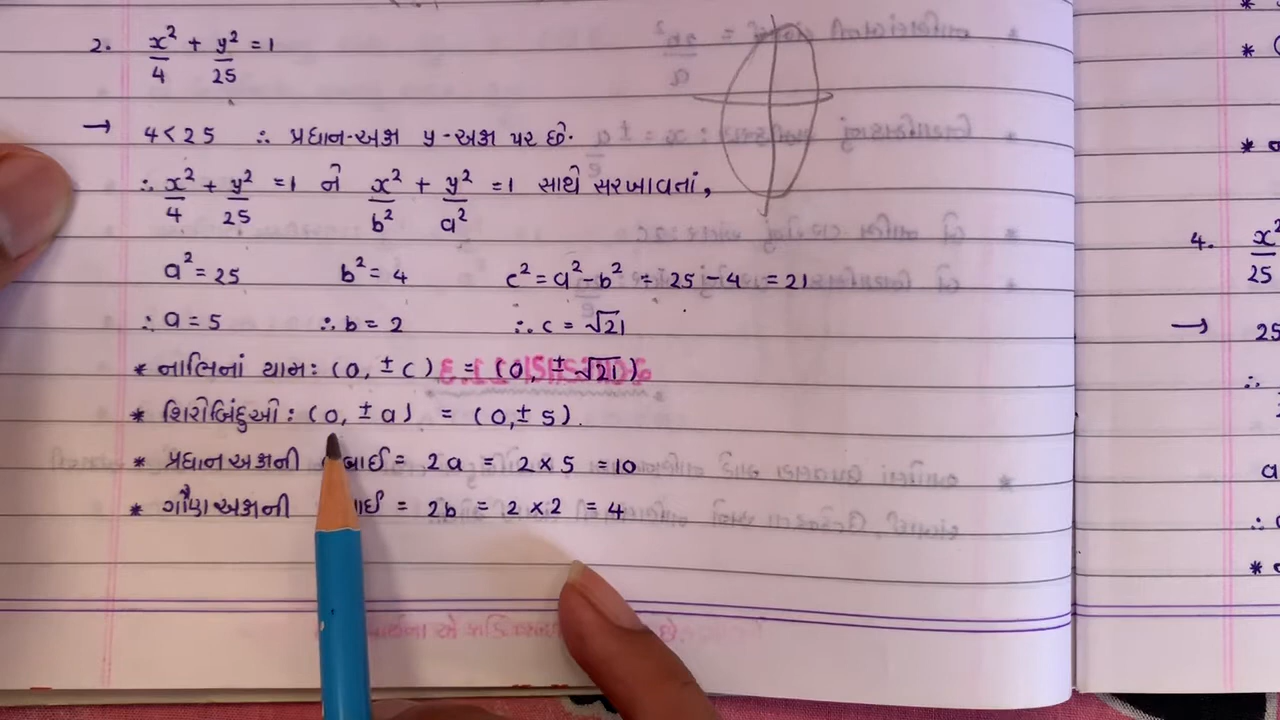 2. x²/4 + y²/25 = 1
→ 4 < 25 ∴ પ્રધાન-અક્ષ y-અક્ષ પર છે.
∴ x²/4 + y²/25 = 1 ને x²/b² + y²/a² = 1 સાથે સરખાવતાં,
a² = 25 b² = 4 c² = a² - b² = 25 - 4 = 21
∴ a = 5 ∴ b = 2 ∴ c = √21
* નાભિનાં યામ: (0, ± c) = (0, ± √21)
* શિરોબિંદુઓ: (0, ± a) = (0, ± 5).
* પ્રધાનઅક્ષની = 2a = 2 × 5 = 10
* ગૌણઅક્ષની = 2b = 2 × 2 = 4
4. x²/25
→ 25
∴
a
∴
*